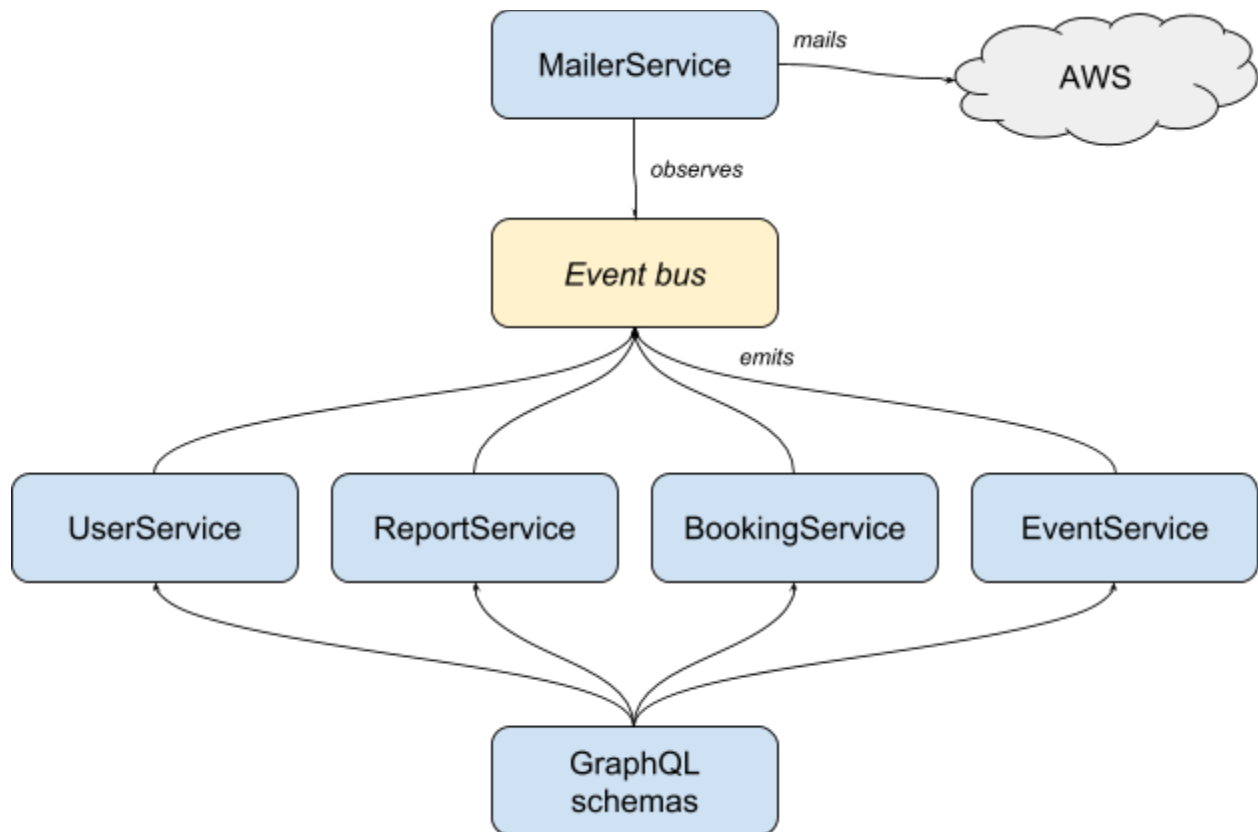 mails
MailerService
AWS
observes
Event bus
emits
UserService
ReportService
BookingService
EventService
GraphQL
schemas